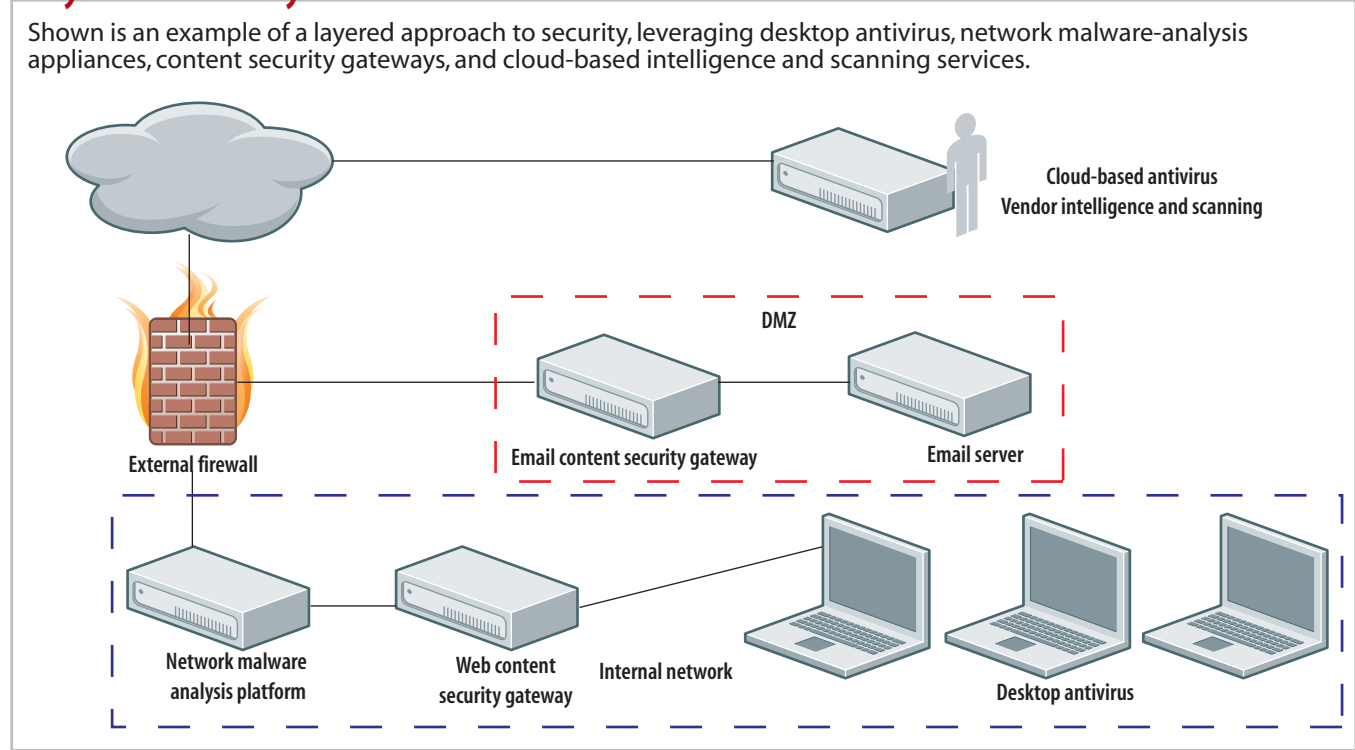 Shown is an example of a layered approach to security, leveraging desktop antivirus, network malware-analysis
appliances, content security gateways, and cloud-based intelligence and scanning services.
Cloud-based antivirus
Vendor intelligence and scanning
DMZ
External firewall
Email content security gateway
Email server
Network malware
analysis platform
Web content
security gateway
Internal network
Desktop antivirus